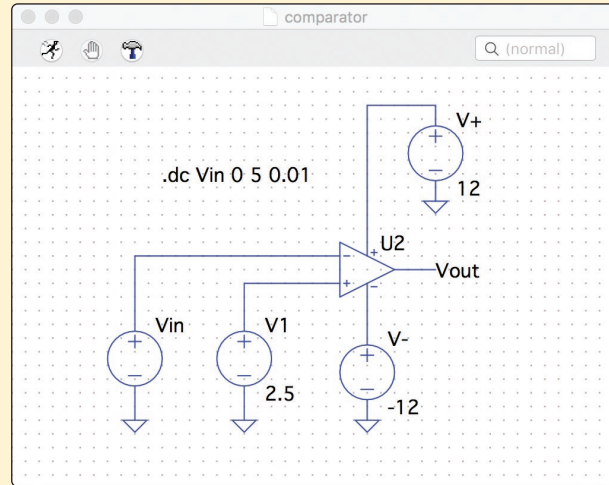 comparator
(normal)
V+
12
.dc Vin 0 5 0.01
U2
Vout
Vin
V1
2.5
V-
-12